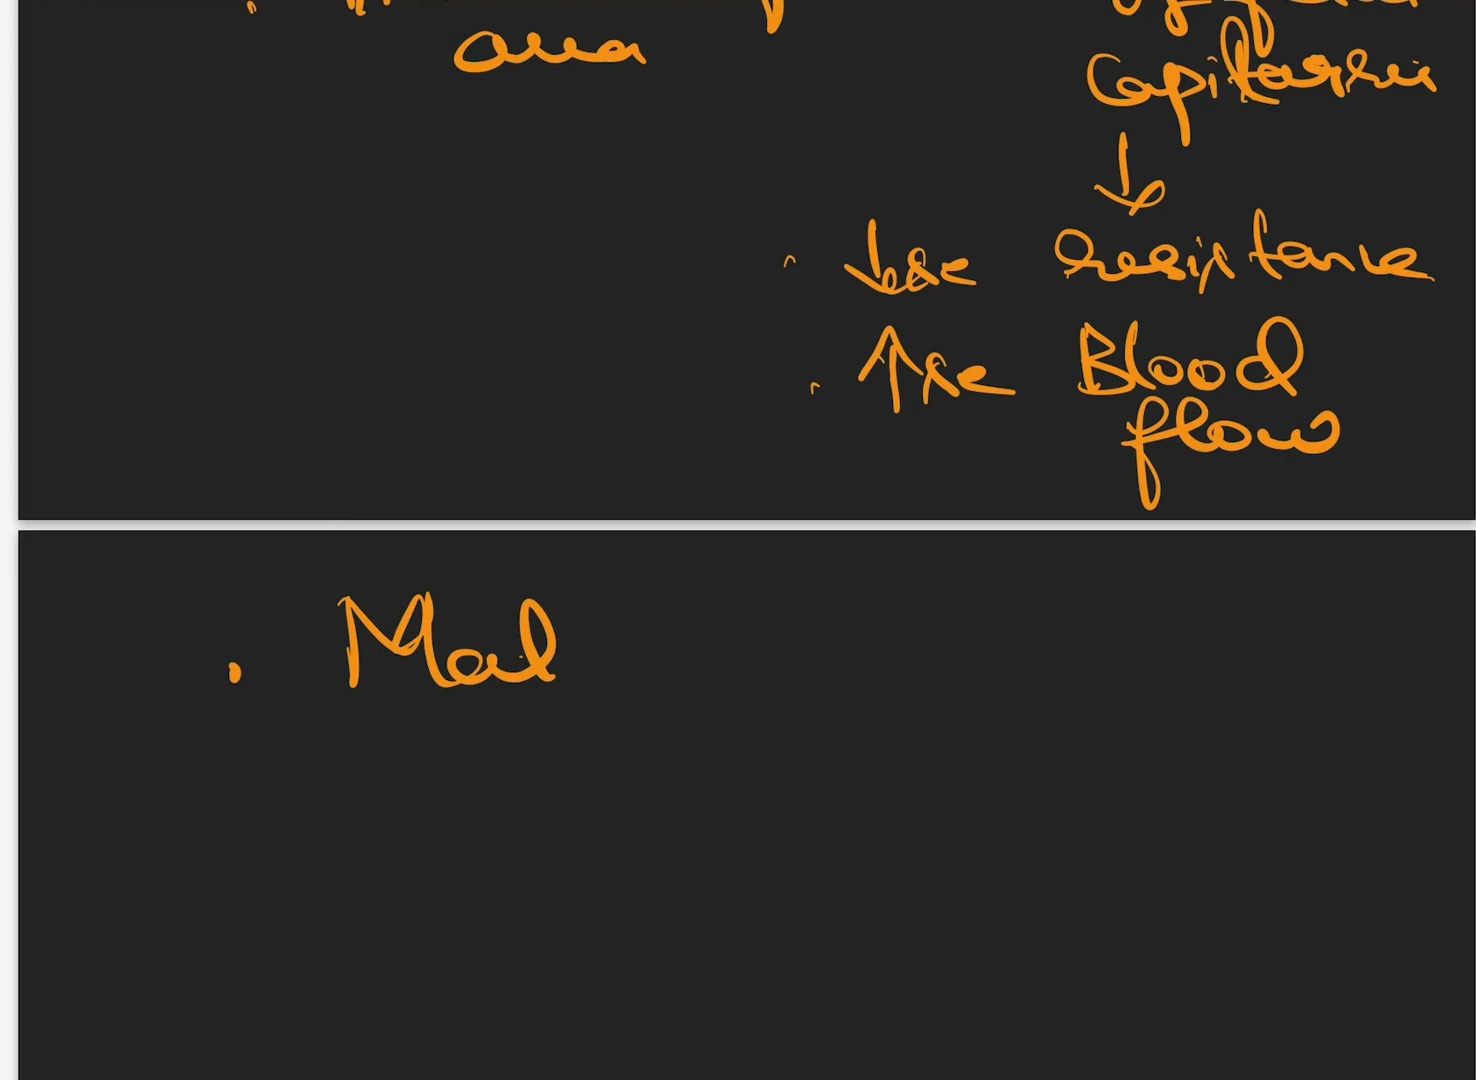 area
capillaries
↓
↓se resistance
↑se Blood
flow
. Mal